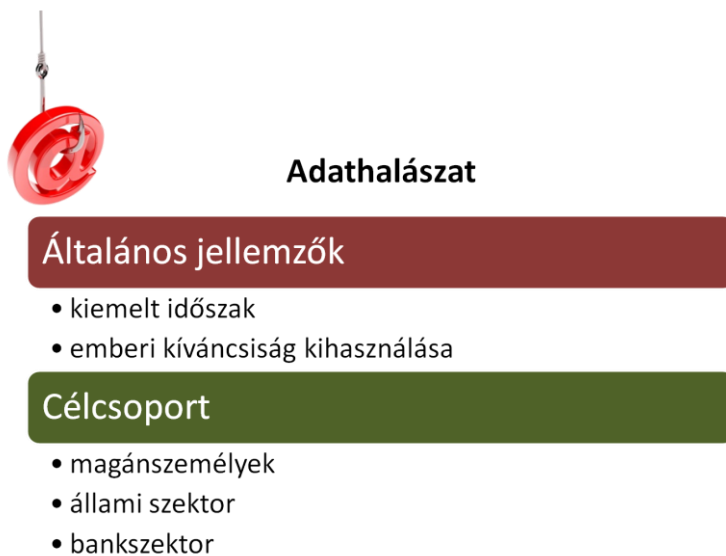 Adathalászat
Általános jellemzők
• kiemelt időszak
• emberi kíváncsiság kihasználása
Célcsoport
• magánszemélyek
• állami szektor
• bankszektor